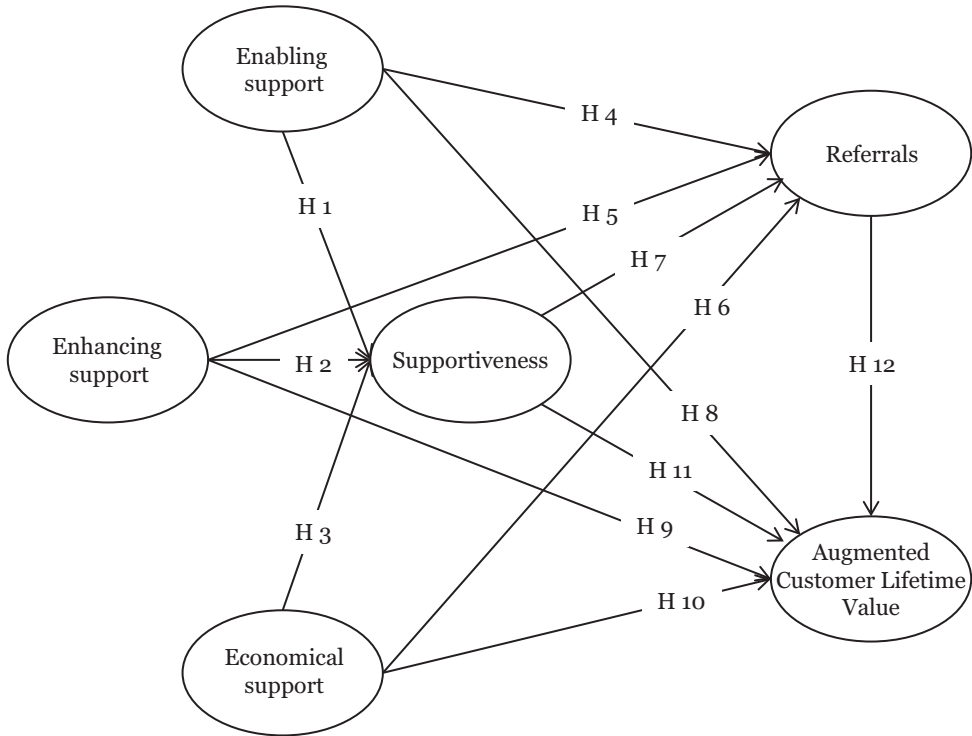 Enabling
support
H 4
Referrals
H 1
H 5
H 7
H 6
Enhancing
support
H 2
Supportiveness
H 12
H 8
H 11
H 9
H 3
Augmented
Customer Lifetime
Value
H 10
Economical
support